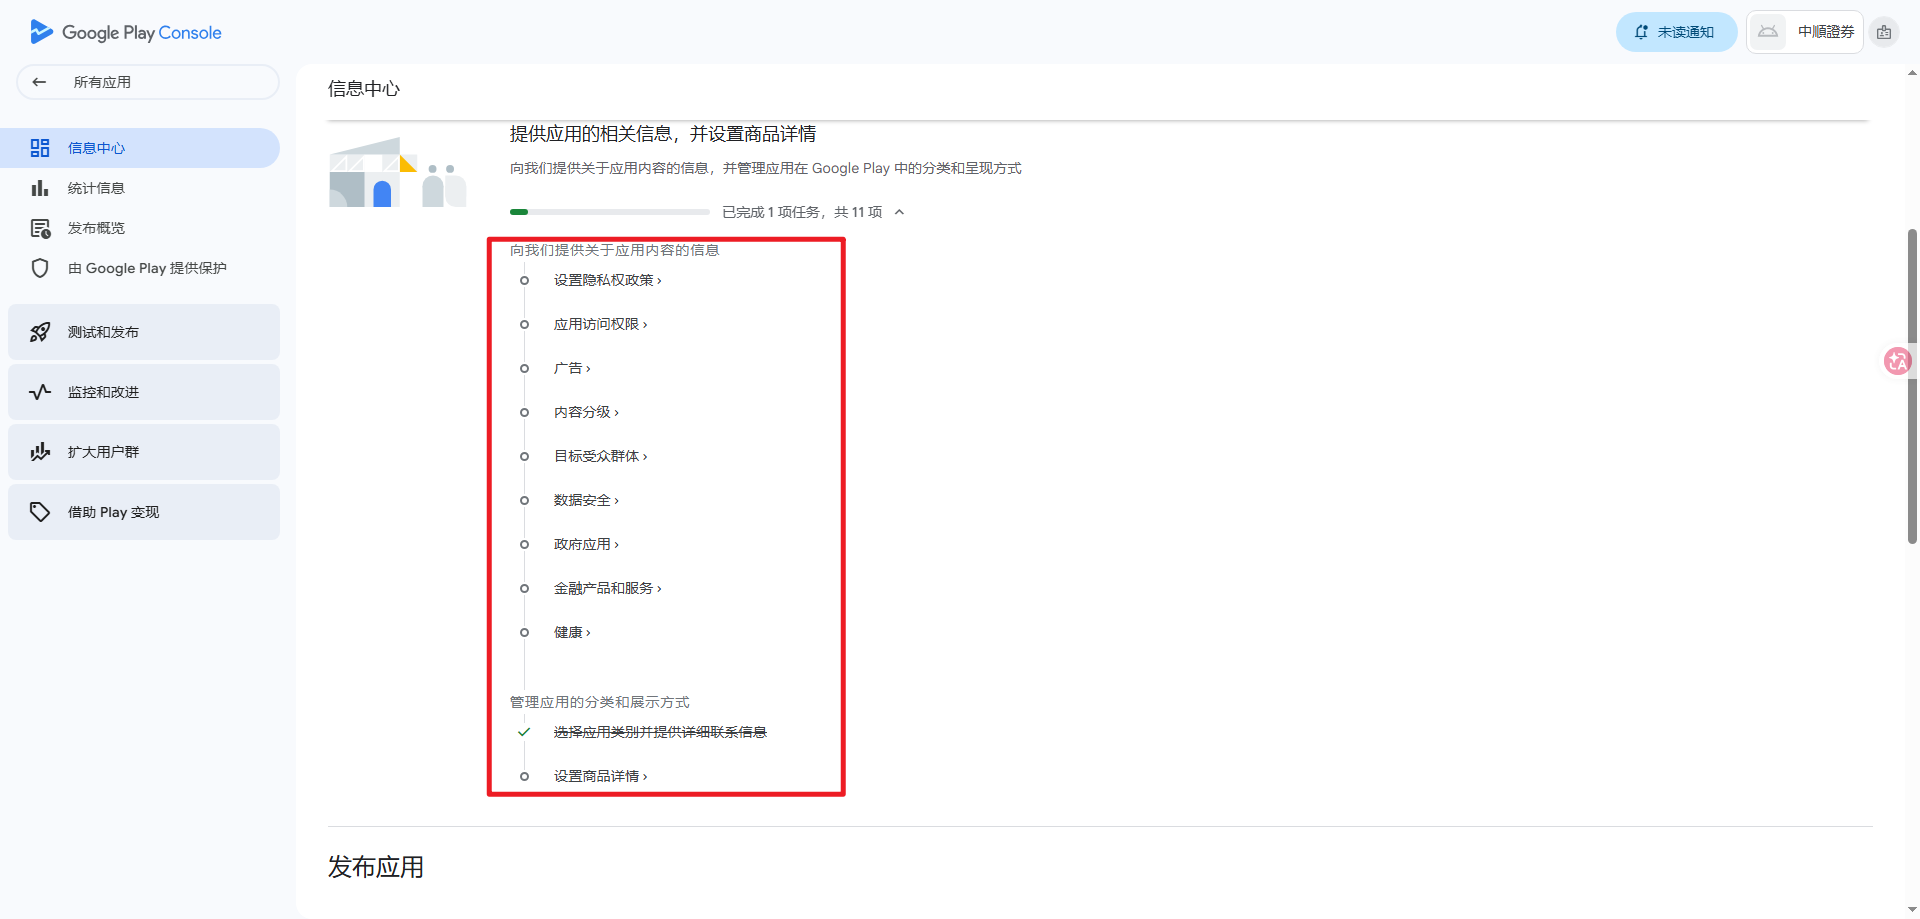 Google Play Console
未读通知
中順證券
所有应用
信息中心
统计信息
发布概览
由 Google Play 提供保护
测试和发布
监控和改进
扩大用户群
借助 Play 变现
信息中心
提供应用的相关信息，并设置商品详情
向我们提供关于应用内容的信息，并管理应用在 Google Play 中的分类和呈现方式
已完成 1 项任务，共 11 项
向我们提供关于应用内容的信息
设置隐私权政策 ›
应用访问权限 ›
广告 ›
内容分级 ›
目标受众群体 ›
数据安全 ›
政府应用 ›
金融产品和服务 ›
健康 ›
管理应用的分类和展示方式
选择应用类别并提供详细联系信息
设置商品详情 ›
发布应用